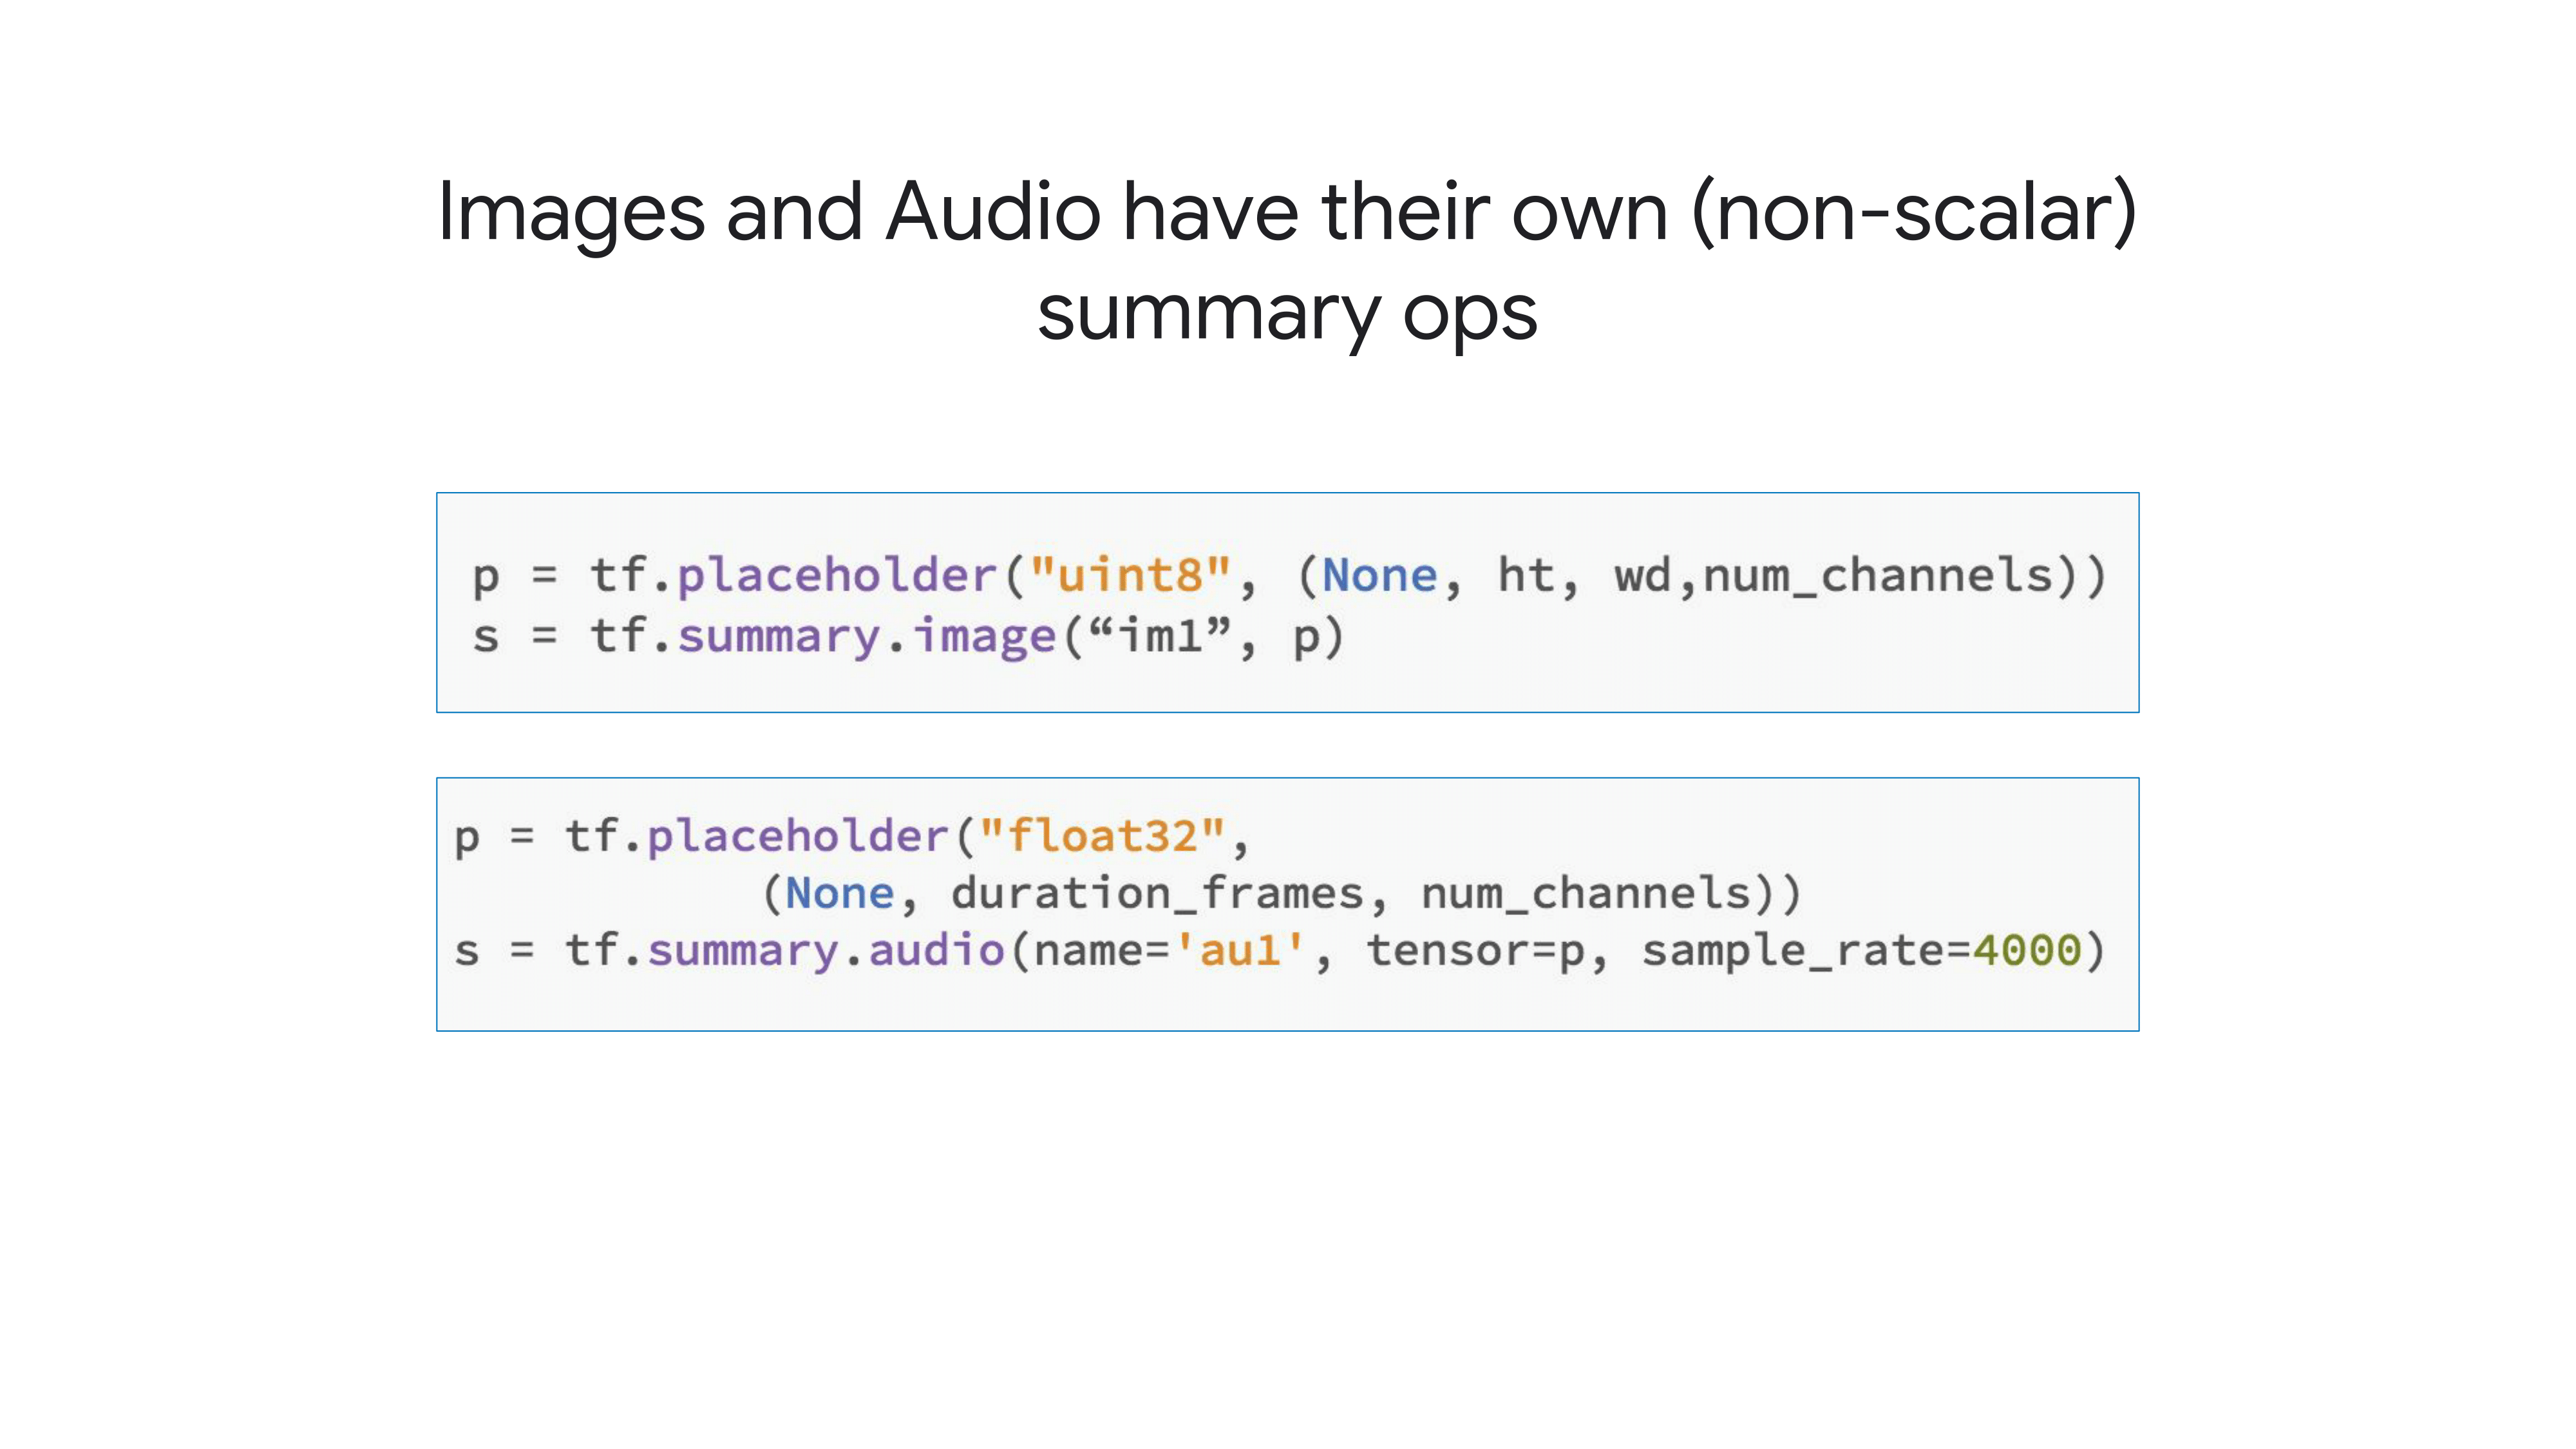 Images and Audio have their own (non-scalar)
summary ops
p = tf.placeholder("uint8", (None, ht, wd,num_channels))
s = tf.summary.image(“im1”, p)
p = tf.placeholder("float32",
(None, duration_frames, num_channels))
s = tf.summary.audio(name='au1', tensor=p, sample_rate=4000)